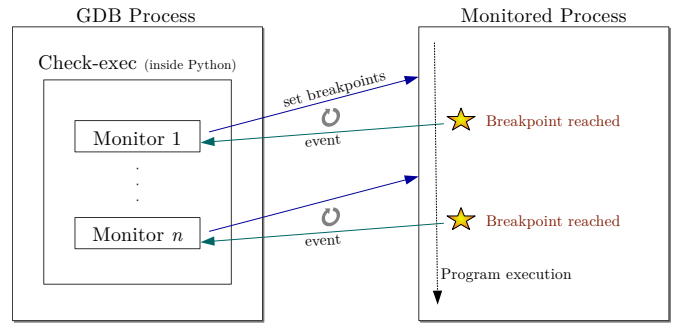 GDB Process
Monitored Process
Check-exec (inside Python)
set breakpoints
Monitor 1
Breakpoint reached
event
Monitor n
Breakpoint reached
event
Program execution